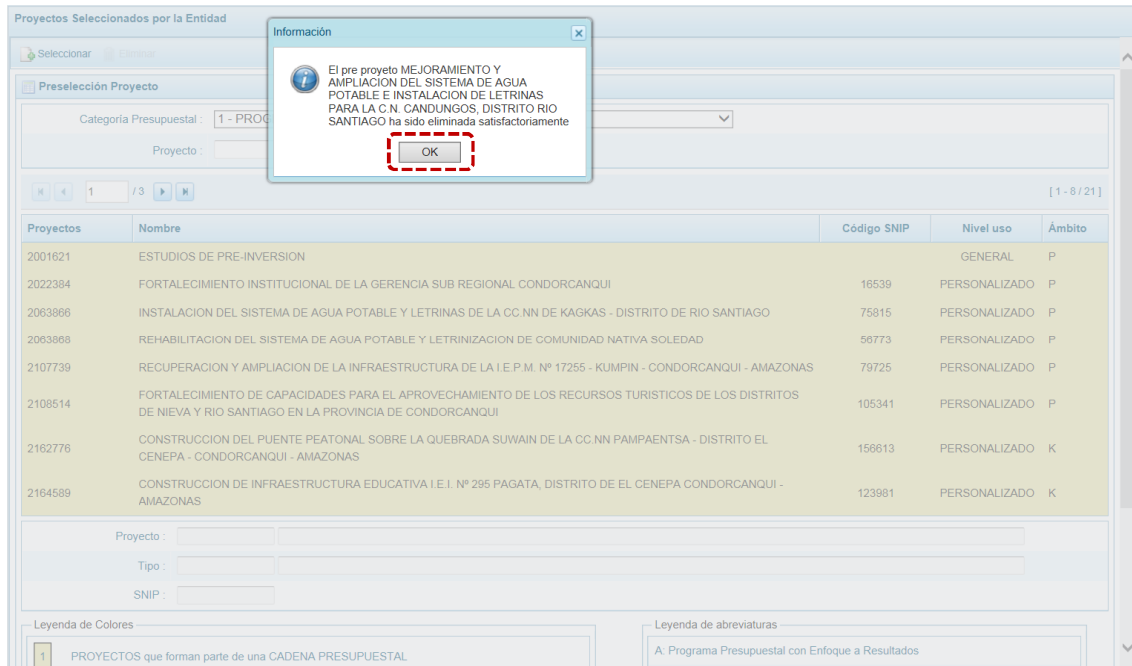 Proyectos Seleccionados por la Entidad
Seleccionar Eliminar
Información
El pre proyeto MEJORAMIENTO Y
AMPLIACION DEL SISTEMA DE AGUA
POTABLE E INSTALACION DE LETRINAS
PARA LA C.N. CANDUNGOS, DISTRITO RIO
SANTIAGO ha sido eliminada satisfactoriamente
OK
Preselección Proyecto
Categoría Presupuestal : 1 - PROG
Proyecto :
1 / 3 [ 1 - 8 / 21 ]
Proyectos Nombre Código SNIP Nivel uso Ámbito
2001621 ESTUDIOS DE PRE-INVERSION GENERAL P
2022384 FORTALECIMIENTO INSTITUCIONAL DE LA GERENCIA SUB REGIONAL CONDORCANQUI 16539 PERSONALIZADO P
2063866 INSTALACION DEL SISTEMA DE AGUA POTABLE Y LETRINAS DE LA CC.NN DE KAGKAS - DISTRITO DE RIO SANTIAGO 75815 PERSONALIZADO P
2063868 REHABILITACION DEL SISTEMA DE AGUA POTABLE Y LETRINIZACION DE COMUNIDAD NATIVA SOLEDAD 56773 PERSONALIZADO P
2107739 RECUPERACION Y AMPLIACION DE LA INFRAESTRUCTURA DE LA I.E.P.M. Nº 17255 - KUMPIN - CONDORCANQUI - AMAZONAS 79725 PERSONALIZADO P
2108514 FORTALECIMIENTO DE CAPACIDADES PARA EL APROVECHAMIENTO DE LOS RECURSOS TURISTICOS DE LOS DISTRITOS
DE NIEVA Y RIO SANTIAGO EN LA PROVINCIA DE CONDORCANQUI 105341 PERSONALIZADO P
2162776 CONSTRUCCION DEL PUENTE PEATONAL SOBRE LA QUEBRADA SUWAIN DE LA CC.NN PAMPAENTSA - DISTRITO EL
CENEPA - CONDORCANQUI - AMAZONAS 156613 PERSONALIZADO K
2164589 CONSTRUCCION DE INFRAESTRUCTURA EDUCATIVA I.E.I. Nº 295 PAGATA, DISTRITO DE EL CENEPA CONDORCANQUI -
AMAZONAS 123981 PERSONALIZADO K
Proyecto :
Tipo :
SNIP :
Leyenda de Colores
1 PROYECTOS que forman parte de una CADENA PRESUPUESTAL
Leyenda de abreviaturas
A: Programa Presupuestal con Enfoque a Resultados